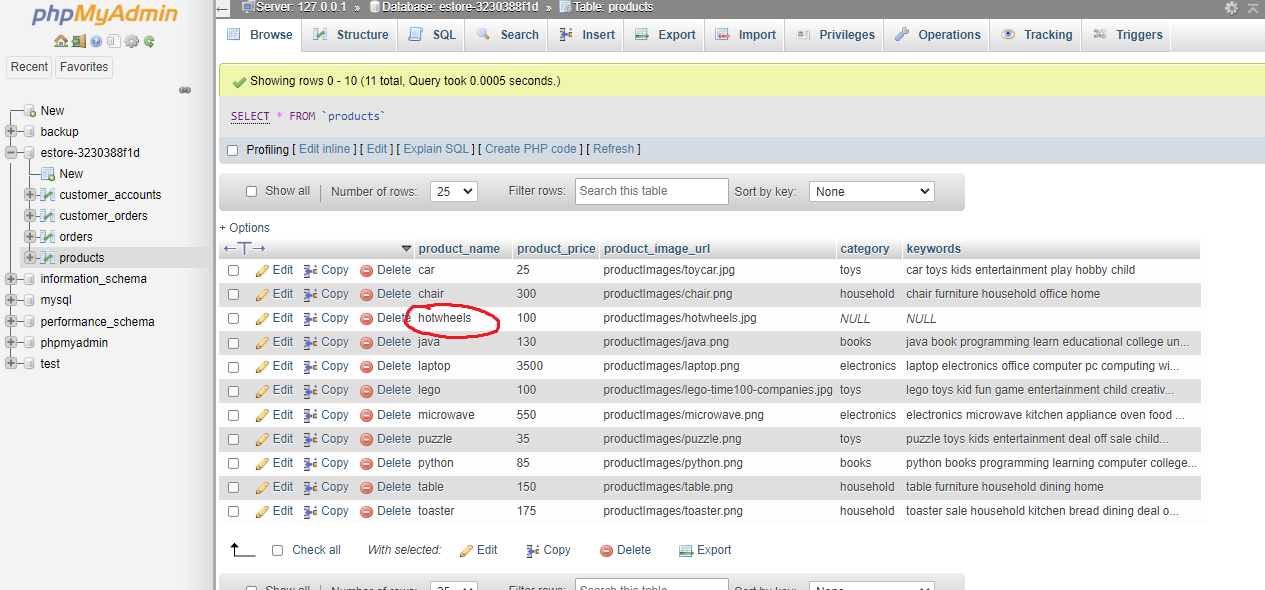 phpMyAdmin
Recent Favorites
New
backup
estore-3230388f1d
New
customer_accounts
customer_orders
orders
products
information_schema
mysql
performance_schema
phpmyadmin
test
Server: 127.0.0.1 » Database: estore-3230388f1d » Table: products
Browse Structure SQL Search Insert Export Import Privileges Operations Tracking Triggers
Showing rows 0 - 10 (11 total, Query took 0.0005 seconds.)
SELECT * FROM `products`
Profiling [ Edit inline ] [ Edit ] [ Explain SQL ] [ Create PHP code ] [ Refresh ]
Show all | Number of rows: 25 Filter rows: Search this table Sort by key: None
+ Options
←T→ product_name product_price product_image_url category keywords
Edit Copy Delete car 25 productImages/toycar.jpg toys car toys kids entertainment play hobby child
Edit Copy Delete chair 300 productImages/chair.png household chair furniture household office home
Edit Copy Delete hotwheels 100 productImages/hotwheels.jpg NULL NULL
Edit Copy Delete java 130 productImages/java.png books java book programming learn educational college un...
Edit Copy Delete laptop 3500 productImages/laptop.png electronics laptop electronics office computer pc computing wi...
Edit Copy Delete lego 100 productImages/lego-time100-companies.jpg toys lego toys kid fun game entertainment child creativ...
Edit Copy Delete microwave 550 productImages/microwave.png electronics electronics microwave kitchen appliance oven food ...
Edit Copy Delete puzzle 35 productImages/puzzle.png toys puzzle toys kids entertainment deal off sale child...
Edit Copy Delete python 85 productImages/python.png books python books programming learning computer college...
Edit Copy Delete table 150 productImages/table.png household table furniture household dining home
Edit Copy Delete toaster 175 productImages/toaster.png household toaster sale household kitchen bread dining deal o...
Check all With selected: Edit Copy Delete Export
Show all | Number of rows: 25 Filter rows: Search this table Sort by key: None